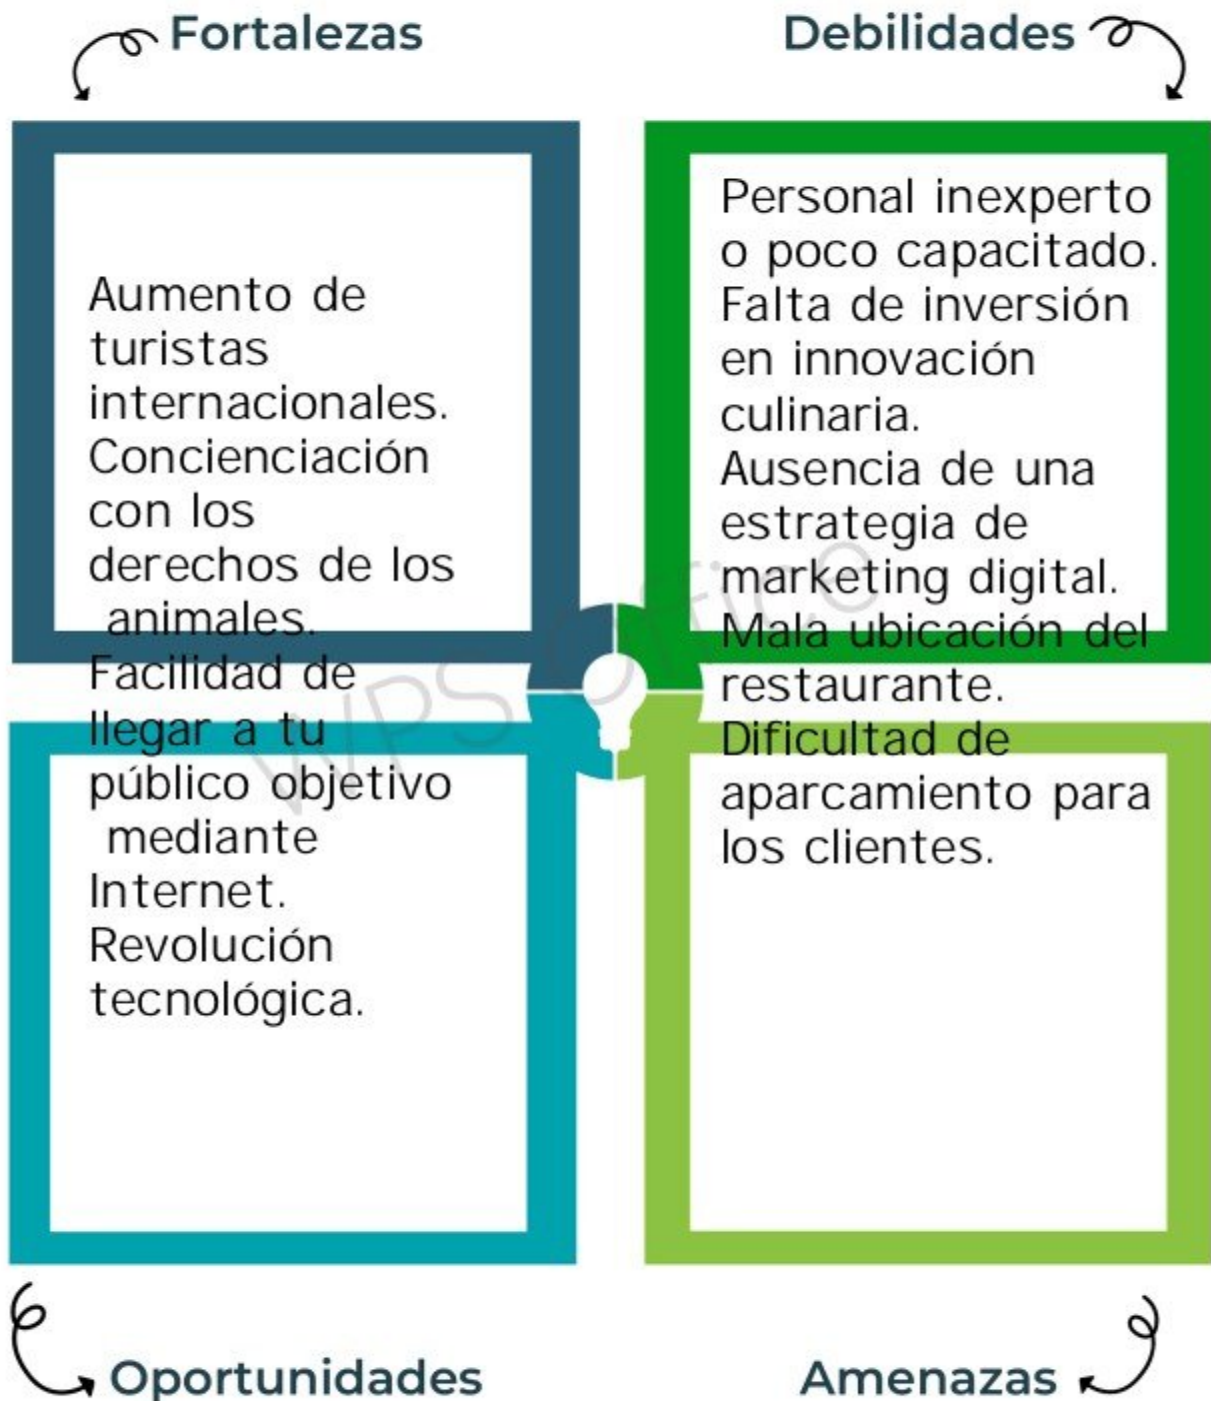 Fortalezas
Debilidades
Aumento de
turistas
internacionales.
Concienciación
con los
derechos de los
animales.
Facilidad de
llegar a tu
público objetivo
mediante
Internet.
Revolución
tecnológica.
Personal inexperto
o poco capacitado.
Falta de inversión
en innovación
culinaria.
Ausencia de una
estrategia de
marketing digital.
Mala ubicación del
restaurante.
Dificultad de
aparcamiento para
los clientes.
WPS Office
Oportunidades
Amenazas